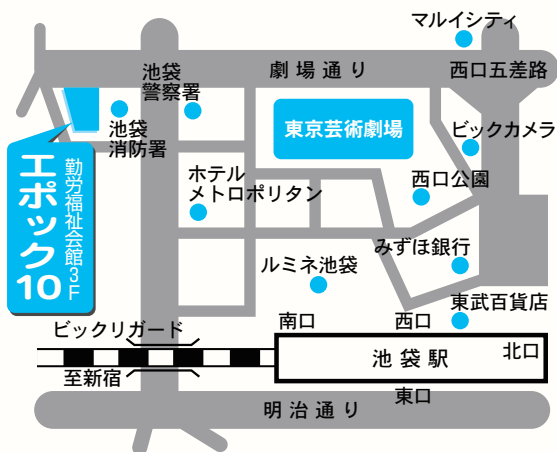 マルイシティ
池袋
警察署
劇場通り
西口五差路
池袋
消防署
東京芸術劇場
ビックカメラ
勤労福祉会館3F
エポック10
ホテル
メトロポリタン
西口公園
みずほ銀行
ルミネ池袋
東武百貨店
南口
西口
ビックリガード
池袋駅
北口
至新宿
東口
明治通り